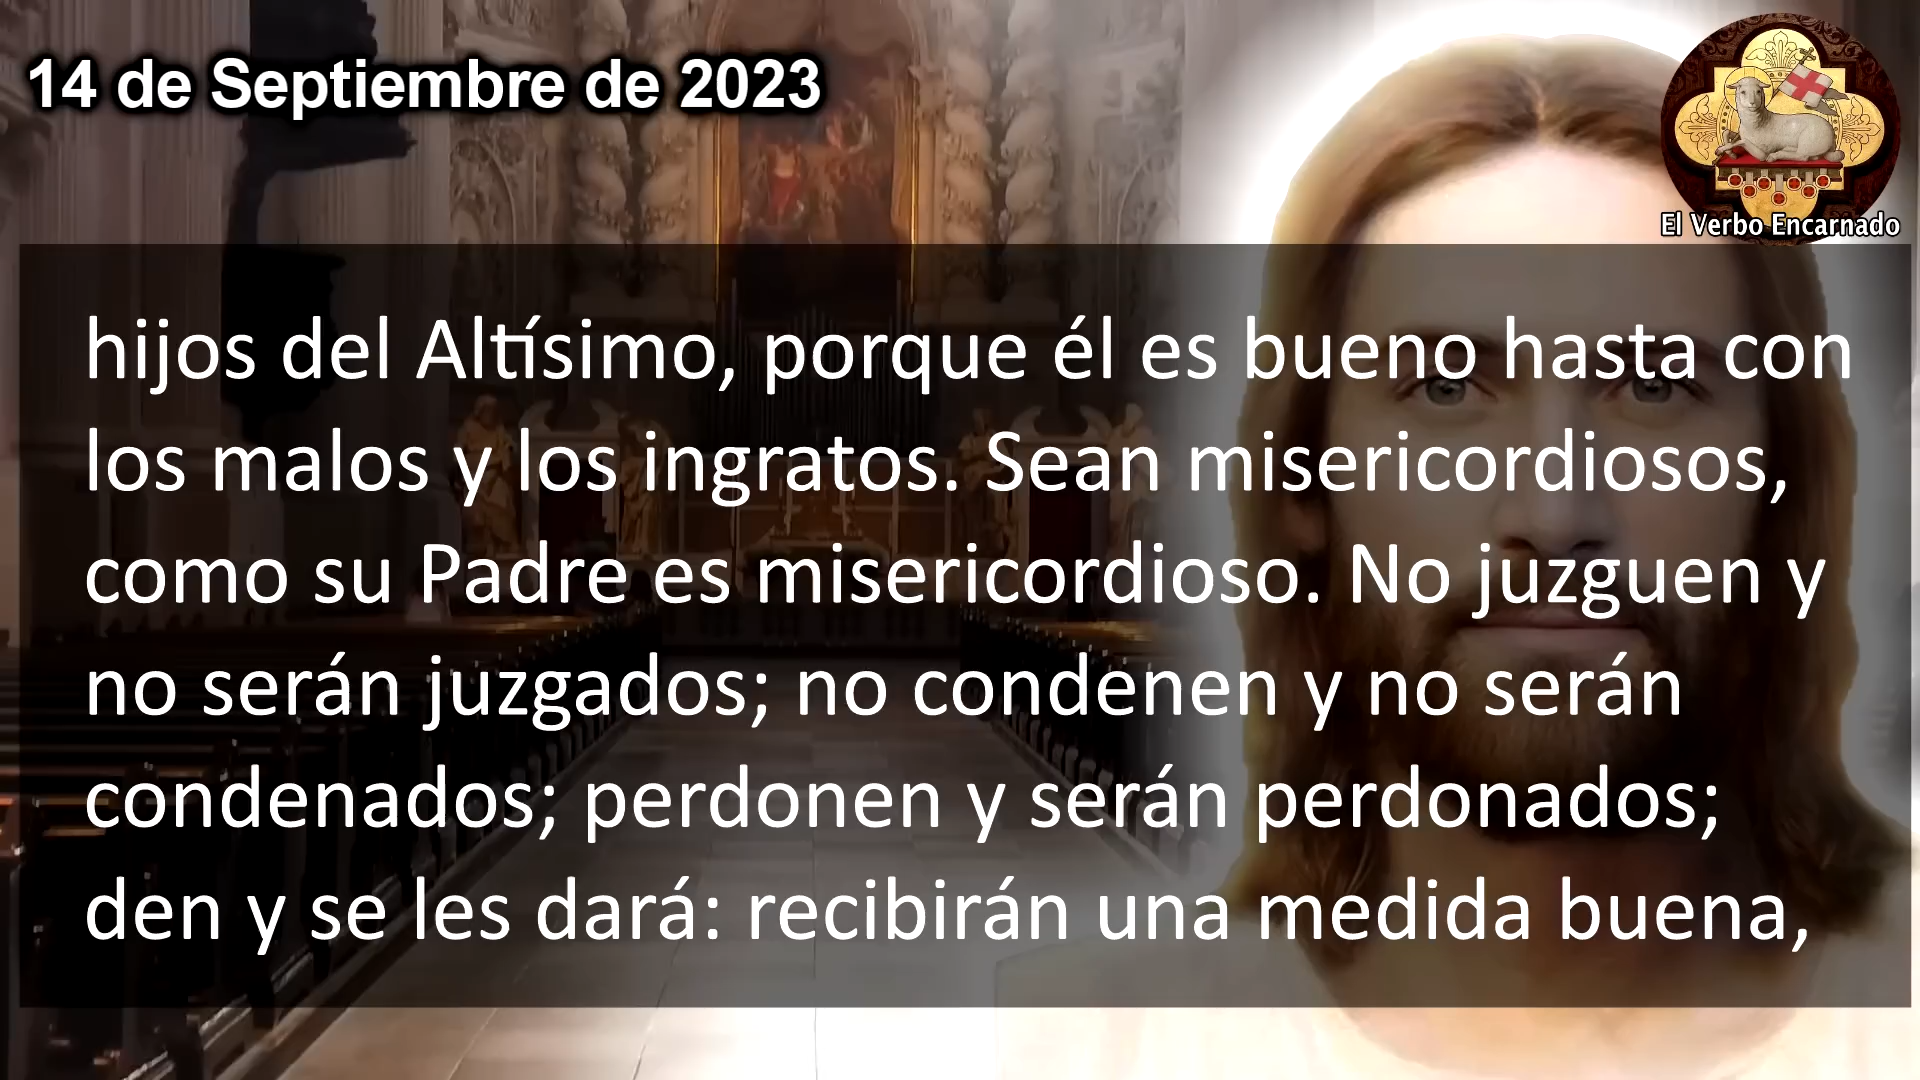 14 de Septiembre de 2023
El Verbo Encarnado
hijos del Altísimo, porque él es bueno hasta con
los malos y los ingratos. Sean misericordiosos,
como su Padre es misericordioso. No juzguen y
no serán juzgados; no condenen y no serán
condenados; perdonen y serán perdonados;
den y se les dará: recibirán una medida buena,